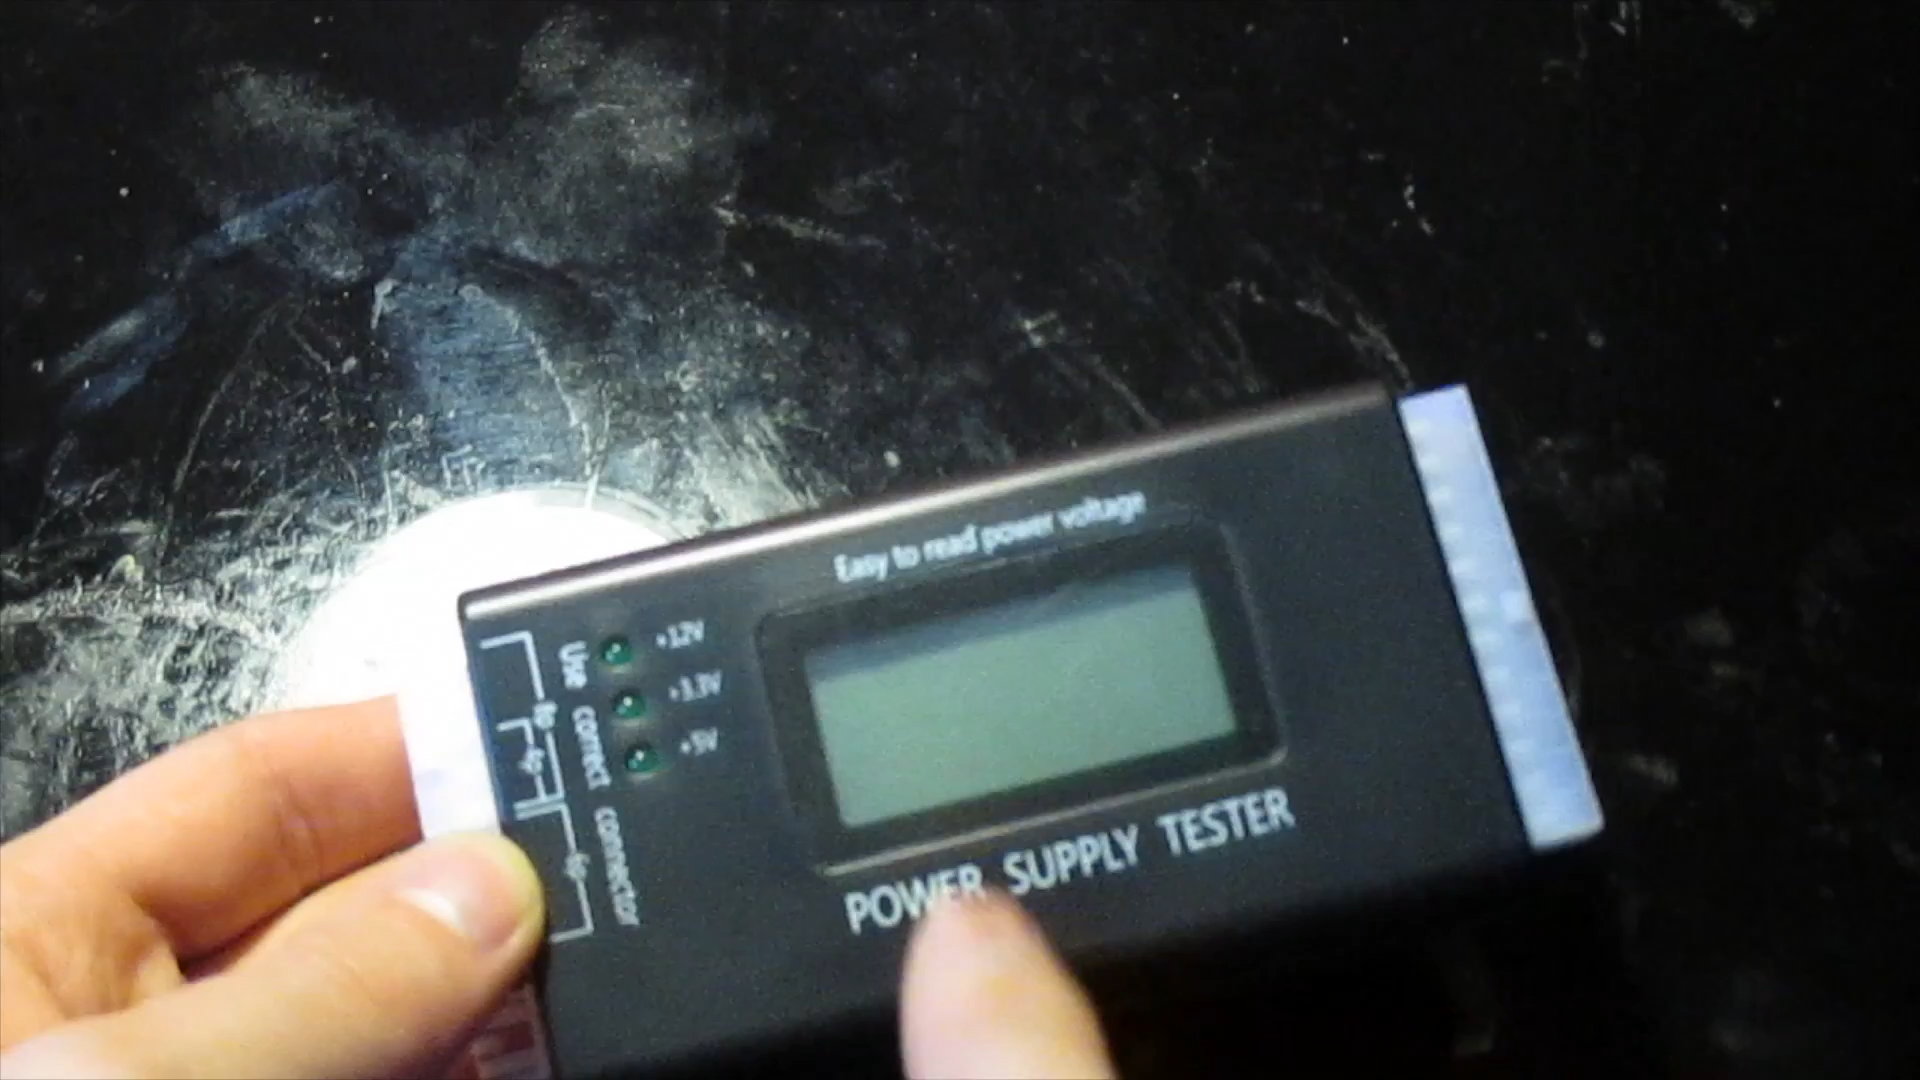 Easy to read power voltage
+12V
+3.3V
+5V
Use correct connector
POWER SUPPLY TESTER